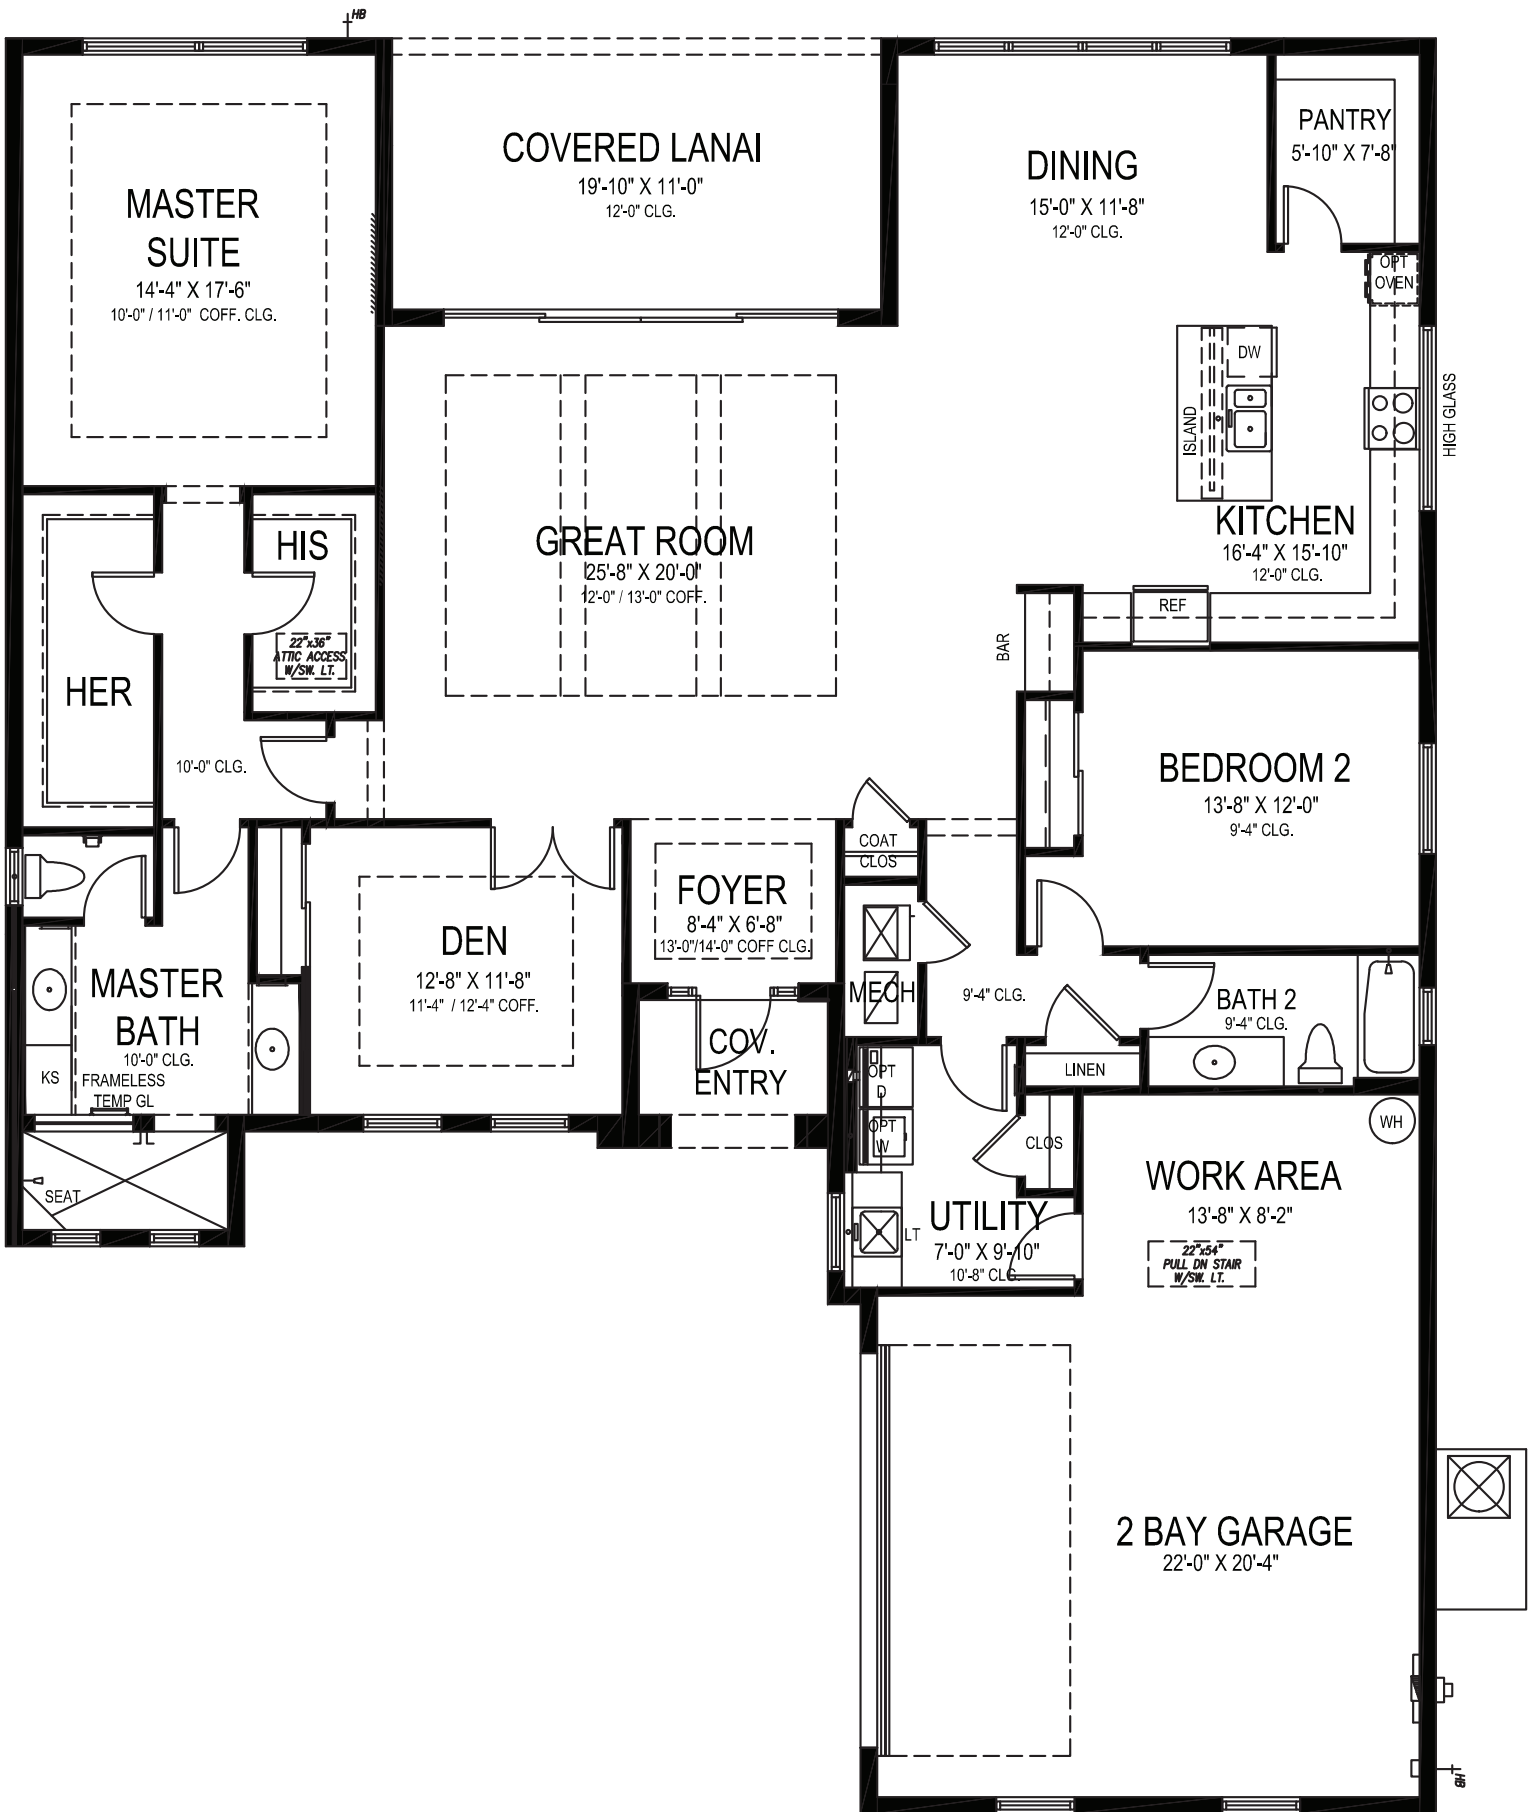 HB
COVERED LANAI
19'-10" X 11'-0"
12'-0" CLG.
DINING
15'-0" X 11'-8"
12'-0" CLG.
PANTRY
5'-10" X 7'-8"
MASTER
SUITE
14'-4" X 17'-6"
10'-0" / 11'-0" COFF. CLG.
OPT
OVEN
DW
ISLAND
HIGH GLASS
KITCHEN
16'-4" X 15'-10"
12'-0" CLG.
REF
GREAT ROOM
25'-8" X 20'-0"
12'-0" / 13'-0" COFF.
HIS
22"x36"
ATTIC ACCESS
W/SW. LT.
HER
10'-0" CLG.
BAR
BEDROOM 2
13'-8" X 12'-0"
9'-4" CLG.
COAT
CLOS
FOYER
8'-4" X 6'-8"
13'-0"/14'-0" COFF CLG.
DEN
12'-8" X 11'-8"
11'-4" / 12'-4" COFF.
MASTER
BATH
10'-0" CLG.
KS
FRAMELESS
TEMP GL
SEAT
COV.
ENTRY
MECH
9'-4" CLG.
BATH 2
9'-4" CLG.
LINEN
OPT
D
OPT
W
CLOS
WH
WORK AREA
13'-8" X 8'-2"
22"x54"
PULL DN STAIR
W/SW. LT.
UTILITY
7'-0" X 9'-10"
10'-8" CLG.
LT
2 BAY GARAGE
22'-0" X 20'-4"
HB